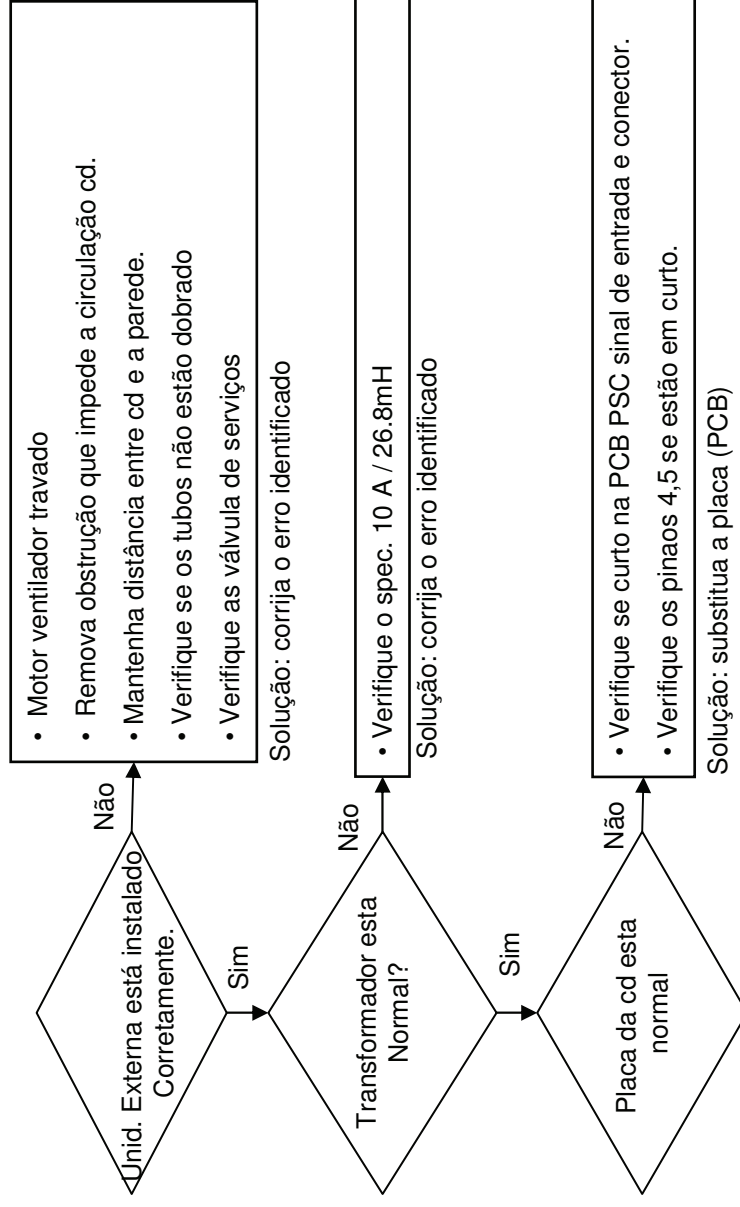 Unid. Externa está instalado
Corretamente.
Não
• Motor ventilador travado
• Remova obstrução que impede a circulação cd.
• Mantenha distância entre cd e a parede.
• Verifique se os tubos não estão dobrado
• Verifique as válvula de serviços
Solução: corrija o erro identificado
Sim
Transformador esta
Normal?
Não
• Verifique o spec. 10 A / 26.8mH
Solução: corrija o erro identificado
Sim
Placa da cd esta
normal
Não
• Verifique se curto na PCB PSC sinal de entrada e conector.
• Verifique os pinaos 4,5 se estão em curto.
Solução: substitua a placa (PCB)